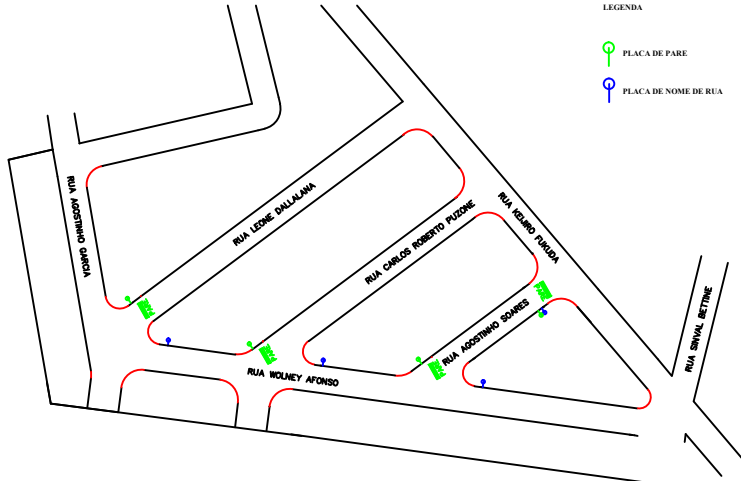 LEGENDA
PLACA DE PARE
PLACA DE NOME DE RUA
RUA AGOSTINHO GARCIA
RUA LEONE DALLALANA
RUA CARLOS ROBERTO PUZONE
RUA KEIJIRO FUKUDA
RUA AGOSTINHO SOARES
RUA SINVAL BETTINE
RUA WOLNEY AFONSO